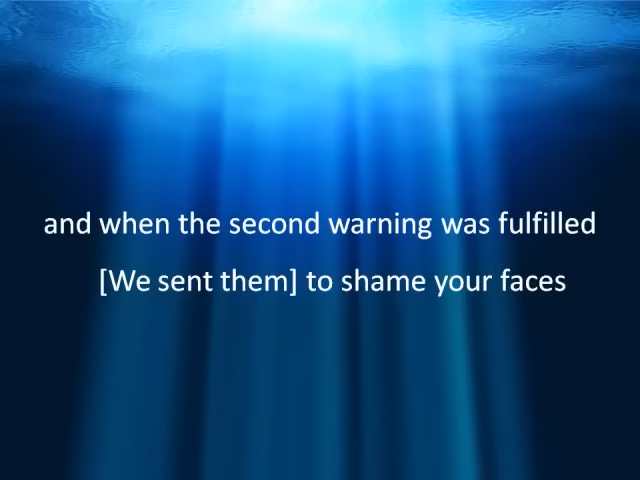 and when the second warning was fulfilled
[We sent them] to shame your faces